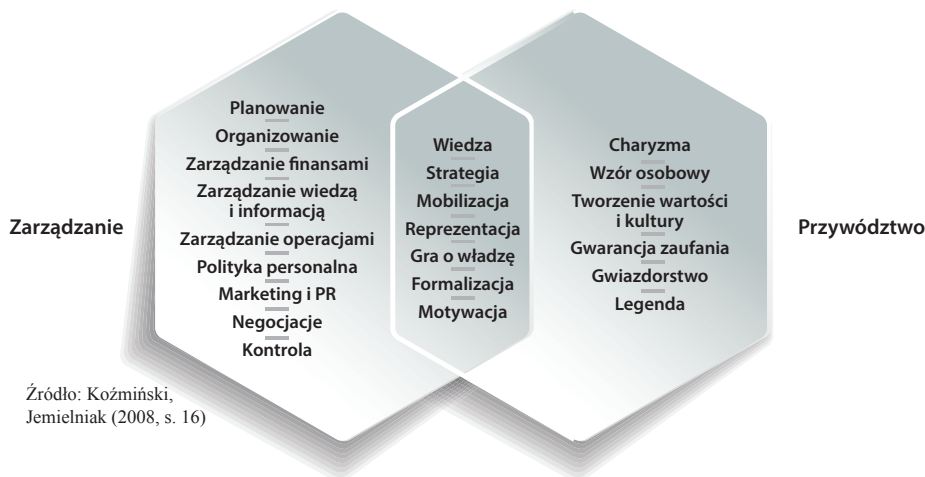 Zarządzanie
Planowanie
Organizowanie
Zarządzanie finansami
Zarządzanie wiedzą
i informacją
Zarządzanie operacjami
Polityka personalna
Marketing i PR
Negocjacje
Kontrola
Wiedza
Strategia
Mobilizacja
Reprezentacja
Gra o władzę
Formalizacja
Motywacja
Charyzma
Wzór osobowy
Tworzenie wartości
i kultury
Gwarancja zaufania
Gwiazdorstwo
Legenda
Przywództwo
Źródło: Koźmiński,
Jemielniak (2008, s. 16)